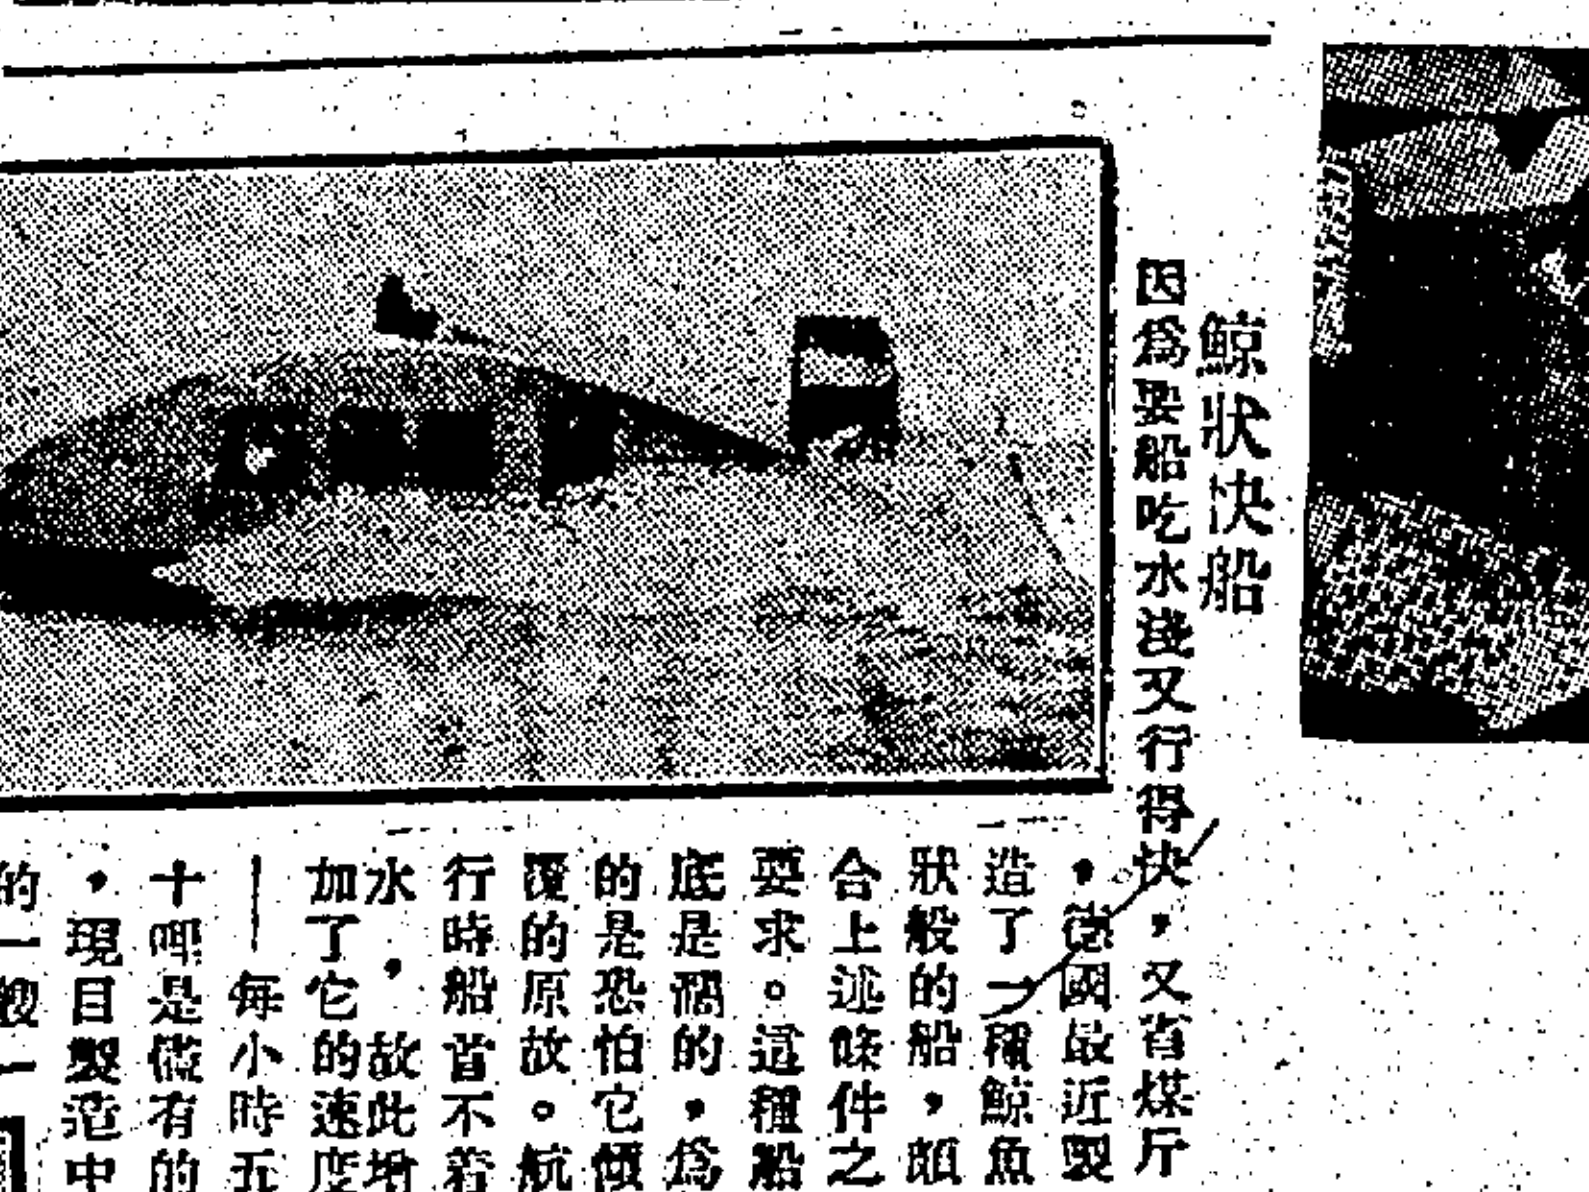 鯨狀快船
因爲要船吃水淺又行得快，又省煤斤
，德國最近製
造了一種鯨魚
狀般的船，頗
合上述條件之
要求。這種船
底是濶的，爲
的是恐怕它傾
覆的原故。航
行時船首不着
水，故此增
加了它的速度
——每小時五
十哩是儘有的
，現目製造中
的一艘一